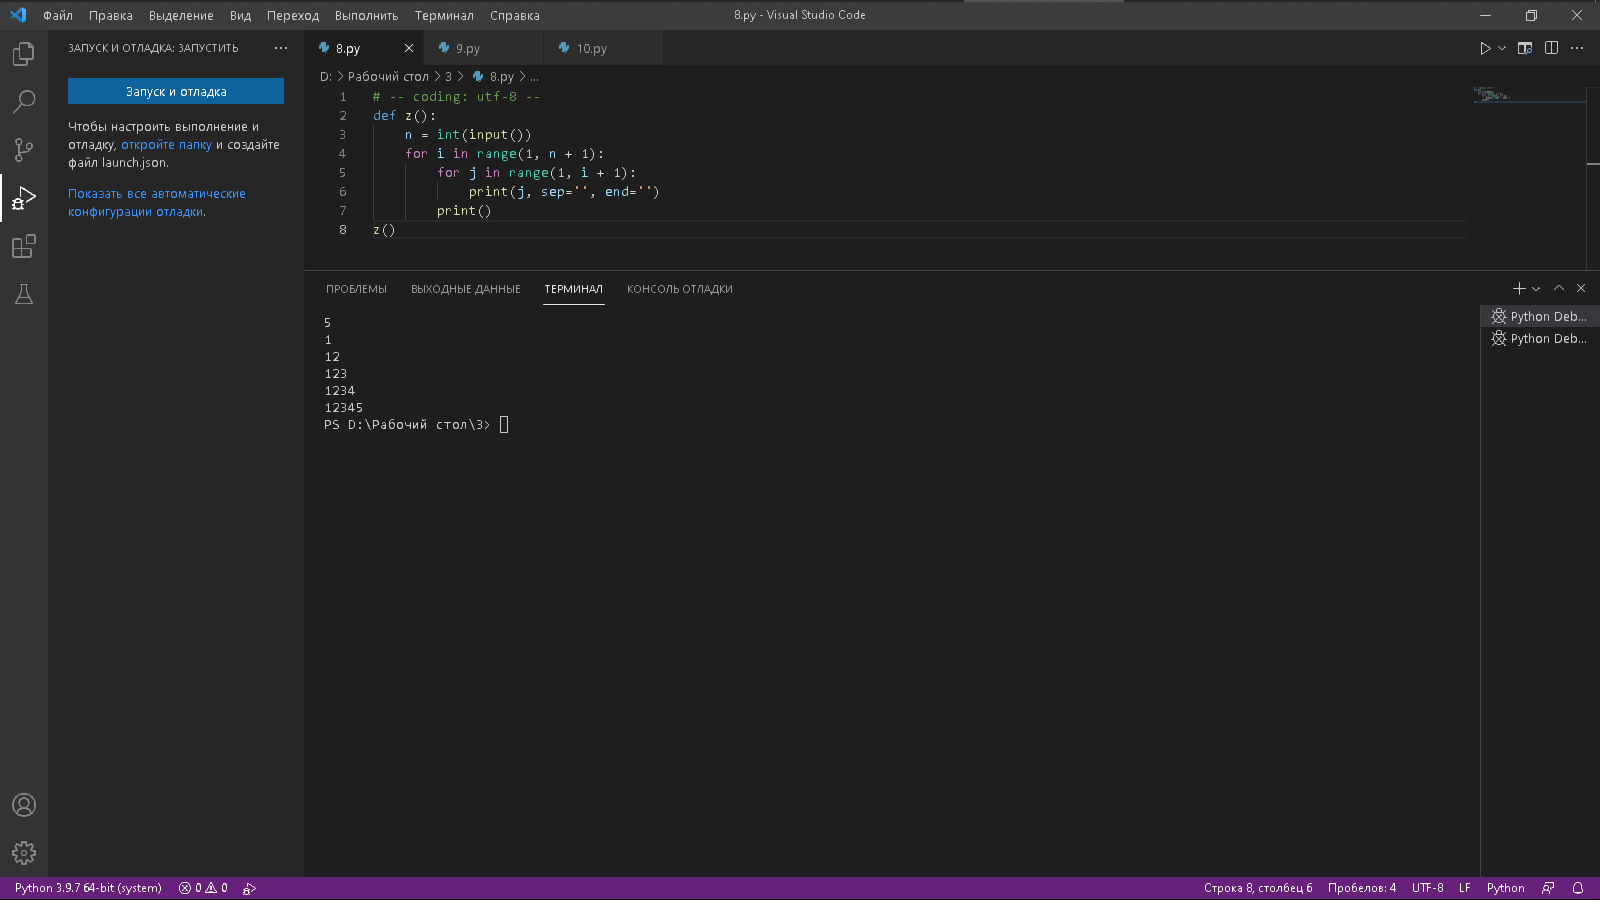 Файл Правка Выделение Вид Переход Выполнить Терминал Справка
8.py - Visual Studio Code
ЗАПУСК И ОТЛАДКА: ЗАПУСТИТЬ
Запуск и отладка
Чтобы настроить выполнение и
отладку, откройте папку и создайте
файл launch.json.
Показать все автоматические
конфигурации отладки.
8.py 9.py 10.py
D: > Рабочий стол > 3 > 8.py > ...
1 # -- coding: utf-8 --
2 def z():
3     n = int(input())
4     for i in range(1, n + 1):
5         for j in range(1, i + 1):
6             print(j, sep='', end='')
7         print()
8 z()
ПРОБЛЕМЫ ВЫХОДНЫЕ ДАННЫЕ ТЕРМИНАЛ КОНСОЛЬ ОТЛАДКИ
5
1
12
123
1234
12345
PS D:\Рабочий стол\3>
Python Deb...
Python Deb...
Python 3.9.7 64-bit (system) 0 0
Строка 8, столбец 6 Пробелов: 4 UTF-8 LF Python